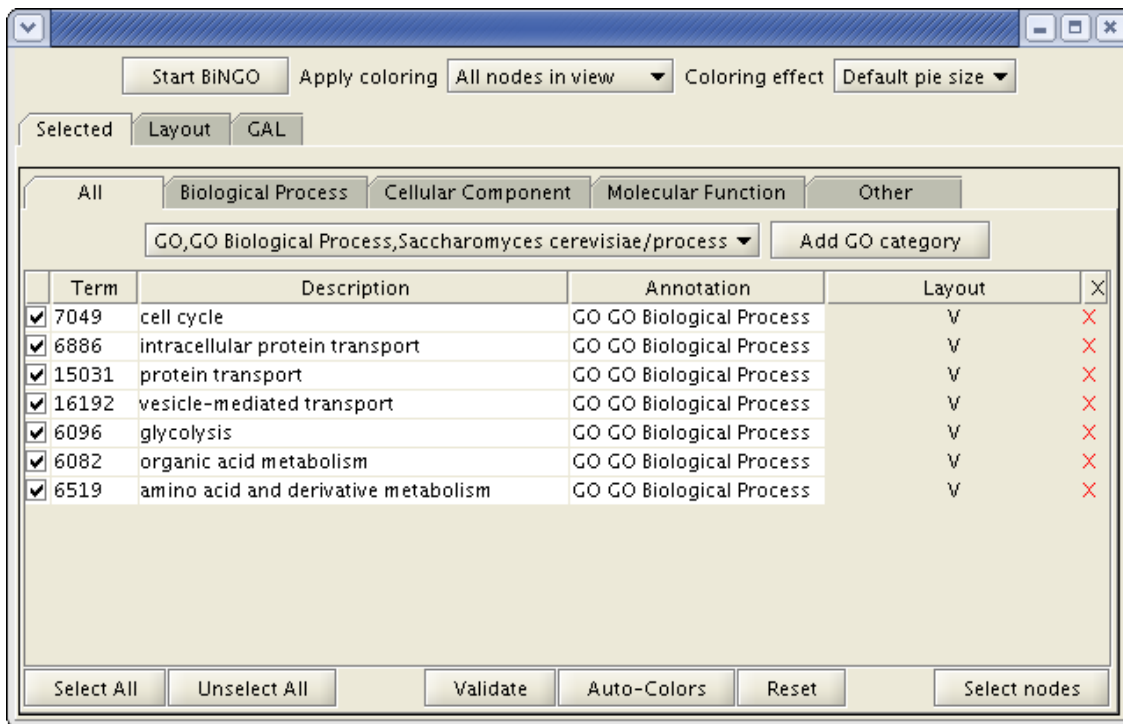 Start BiNGO Apply coloring All nodes in view Coloring effect Default pie size
Selected Layout GAL
All Biological Process Cellular Component Molecular Function Other
GO,GO Biological Process,Saccharomyces cerevisiae/process Add GO category
Term Description Annotation Layout X
7049 cell cycle GO GO Biological Process V X
6886 intracellular protein transport GO GO Biological Process V X
15031 protein transport GO GO Biological Process V X
16192 vesicle-mediated transport GO GO Biological Process V X
6096 glycolysis GO GO Biological Process V X
6082 organic acid metabolism GO GO Biological Process V X
6519 amino acid and derivative metabolism GO GO Biological Process V X
Select All Unselect All Validate Auto-Colors Reset Select nodes